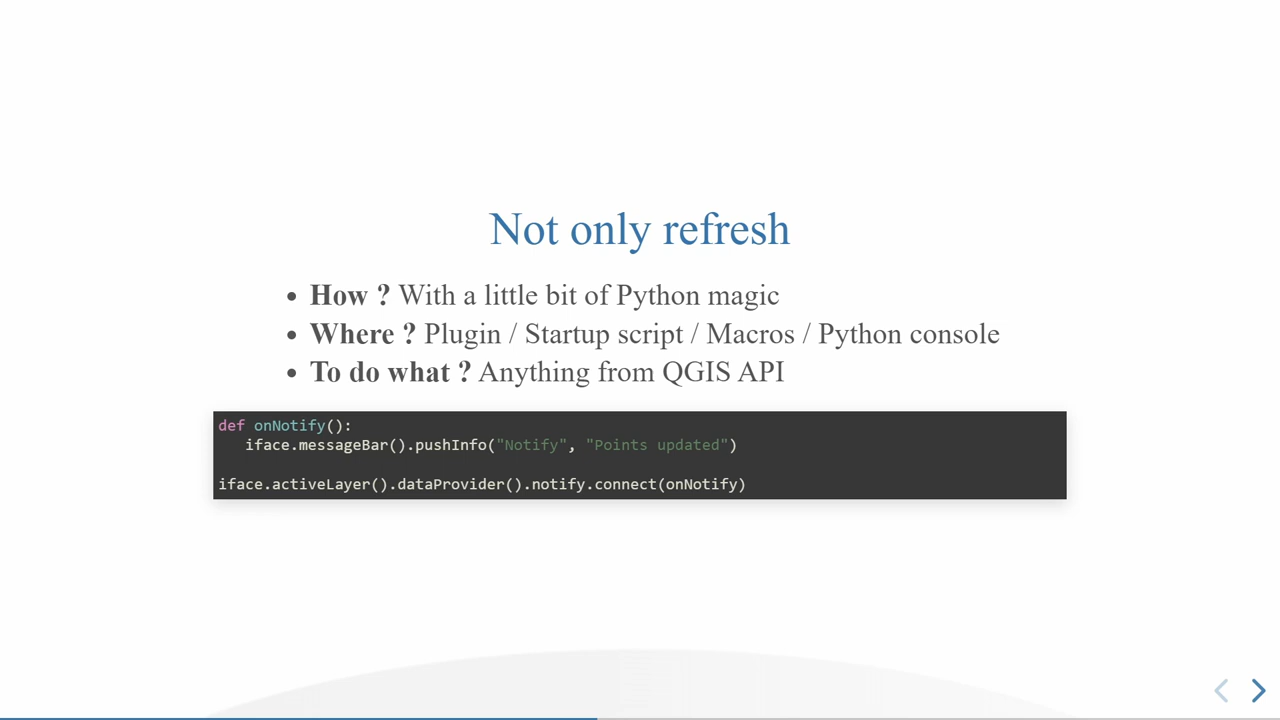 Not only refresh
• How ? With a little bit of Python magic
• Where ? Plugin / Startup script / Macros / Python console
• To do what ? Anything from QGIS API
def onNotify():
   iface.messageBar().pushInfo("Notify", "Points updated")
iface.activeLayer().dataProvider().notify.connect(onNotify)